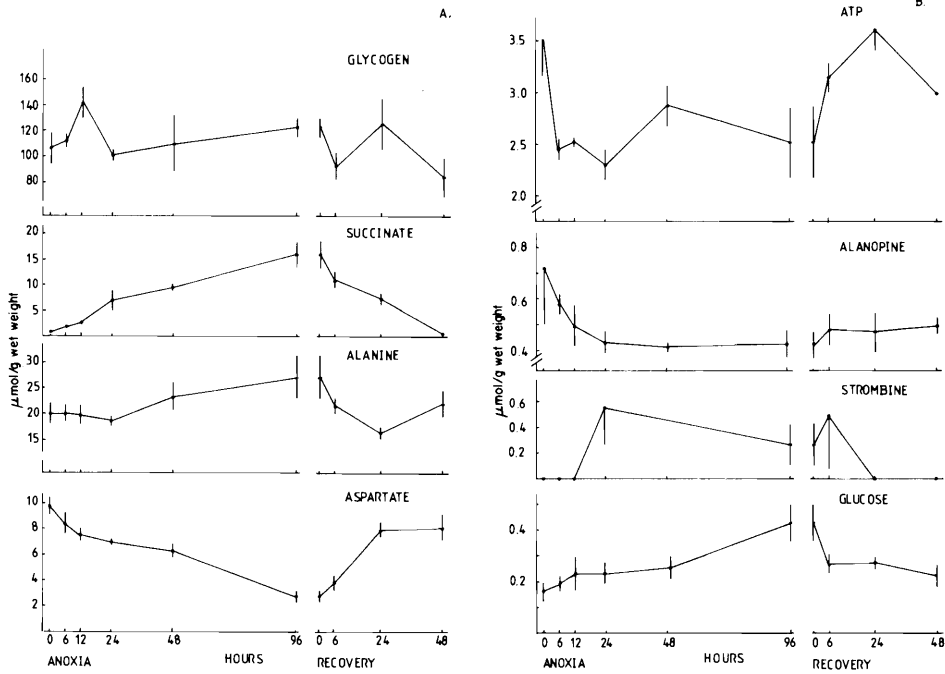 A.
GLYCOGEN
160
140
120
100
80
SUCCINATE
20
15
10
5
µmol/g wet weight
ALANINE
30
25
20
15
ASPARTATE
10
8
6
4
2
0 6 12 24 48 96 0 6 24 48
ANOXIA HOURS RECOVERY
B.
ATP
3.5
3.0
2.5
2.0
ALANOPINE
0.8
0.6
0.4
µmol/g wet weight
STROMBINE
0.6
0.4
0.2
GLUCOSE
0.4
0.2
0 6 12 24 48 96 0 6 24 48
ANOXIA HOURS RECOVERY